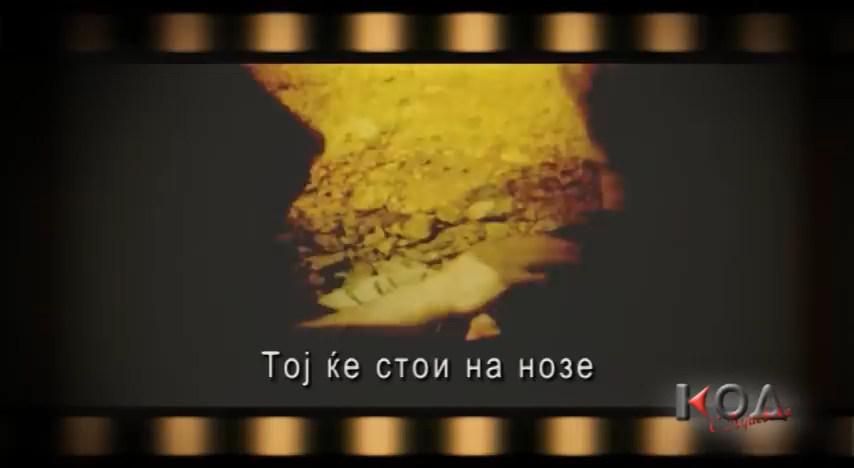 Тој ќе стои на нозе
КОД